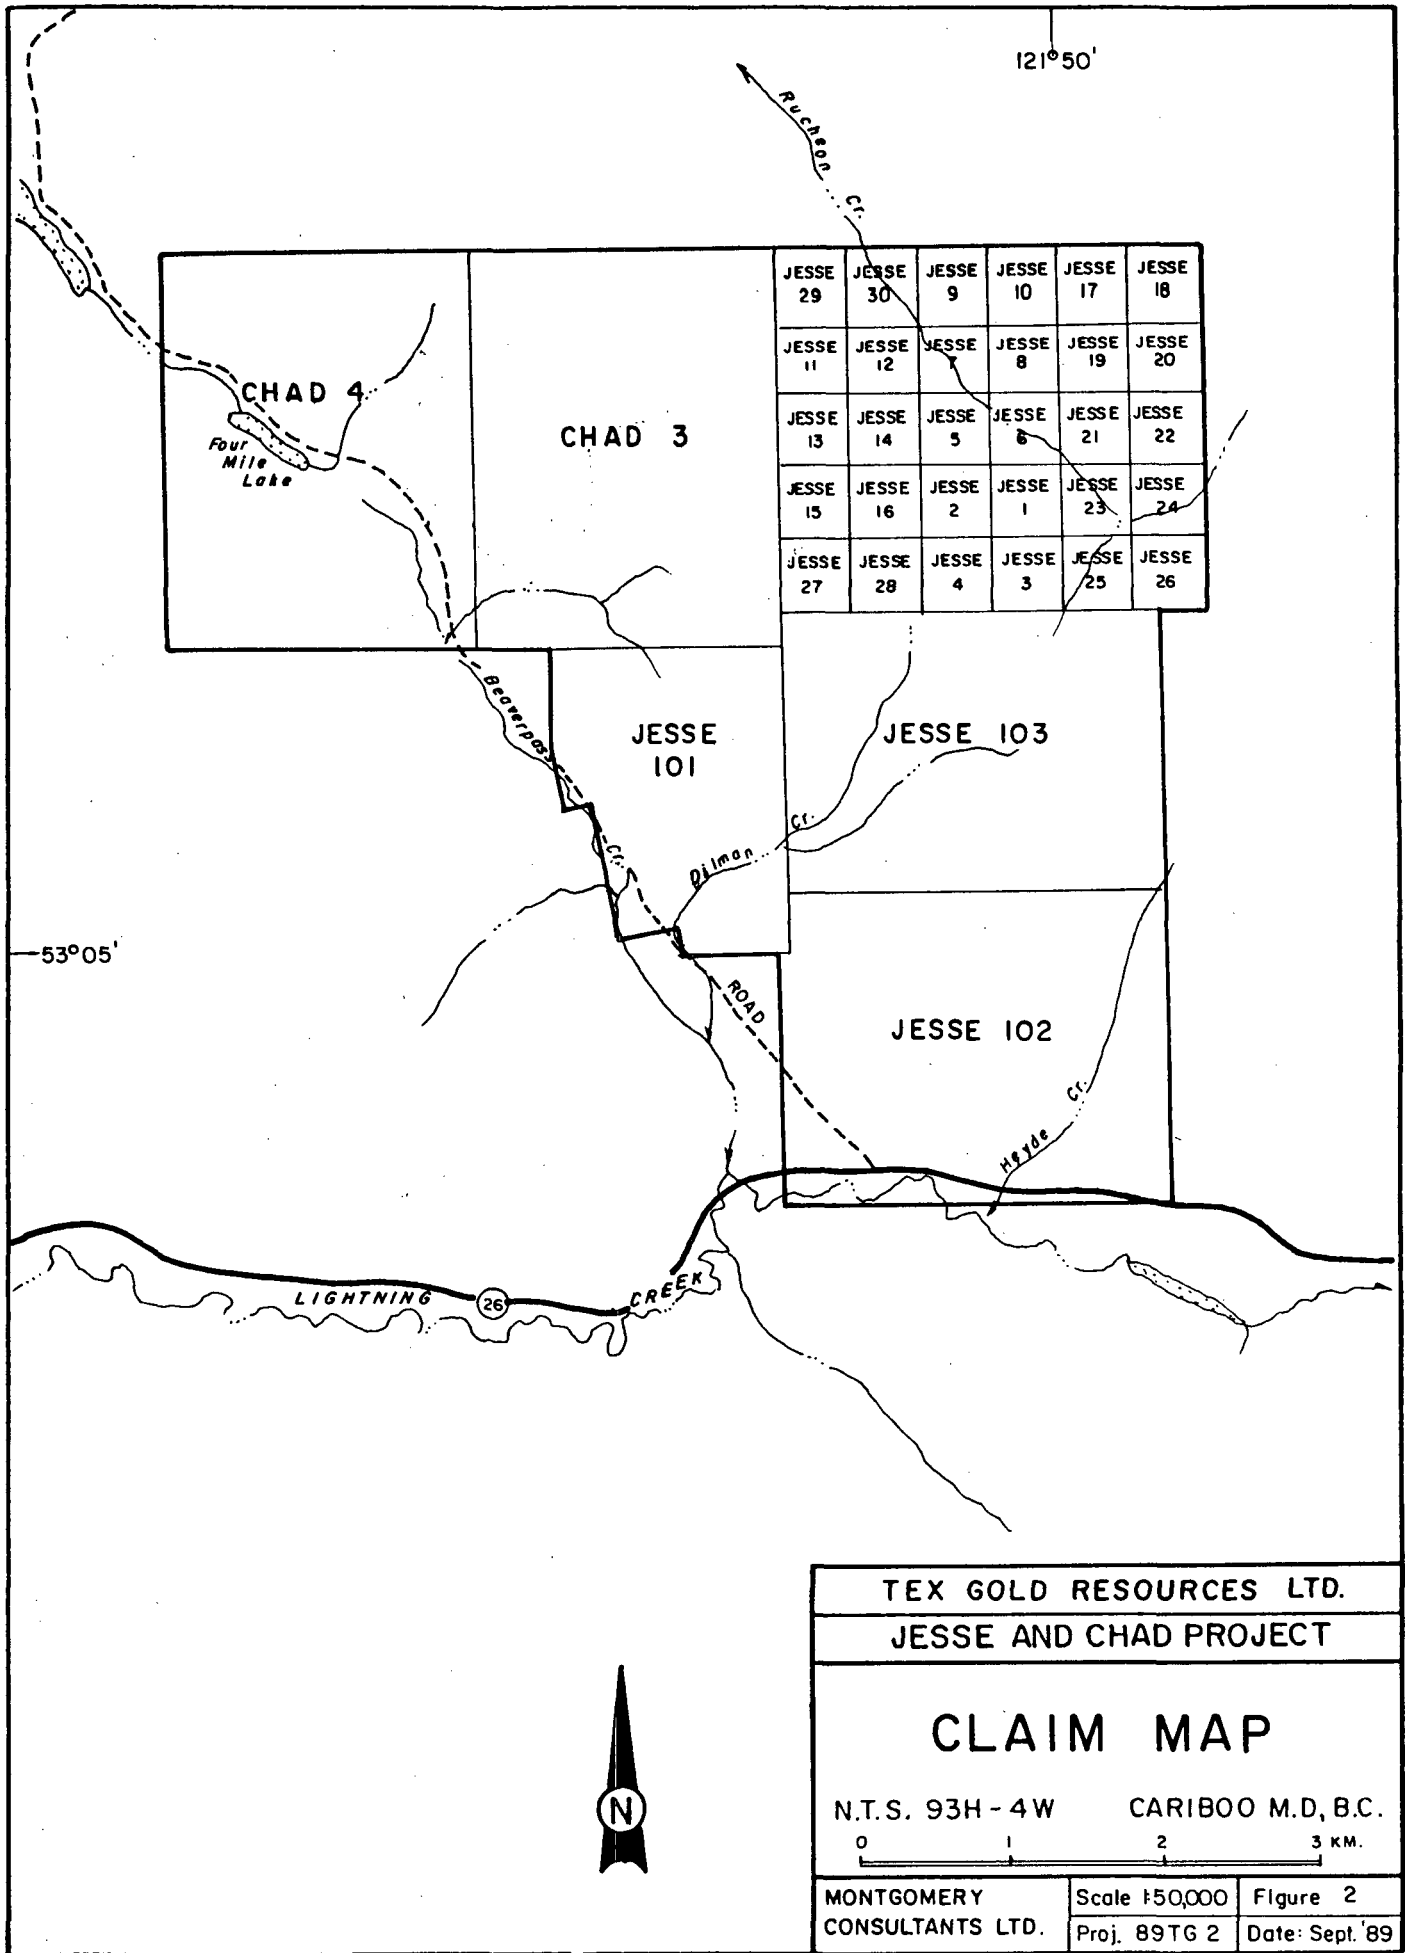 121°50'
Rucheon Cr.
JESSE 29
JESSE 30
JESSE 9
JESSE 10
JESSE 17
JESSE 18
JESSE 11
JESSE 12
JESSE 7
JESSE 8
JESSE 19
JESSE 20
JESSE 13
JESSE 14
JESSE 5
JESSE 6
JESSE 21
JESSE 22
JESSE 15
JESSE 16
JESSE 2
JESSE 1
JESSE 23
JESSE 24
JESSE 27
JESSE 28
JESSE 4
JESSE 3
JESSE 25
JESSE 26
CHAD 4
CHAD 3
Four
Mile
Lake
Beaverpass Cr.
JESSE
101
JESSE 103
Dilman Cr.
53°05'
ROAD
JESSE 102
Heyde Cr.
LIGHTNING CREEK
26
N
TEX GOLD RESOURCES LTD.
JESSE AND CHAD PROJECT
CLAIM MAP
N.T.S. 93H-4W CARIBOO M.D, B.C.
0 1 2 3 KM.
MONTGOMERY
CONSULTANTS LTD.
Scale 1:50,000
Figure 2
Proj. 89TG 2
Date: Sept. '89